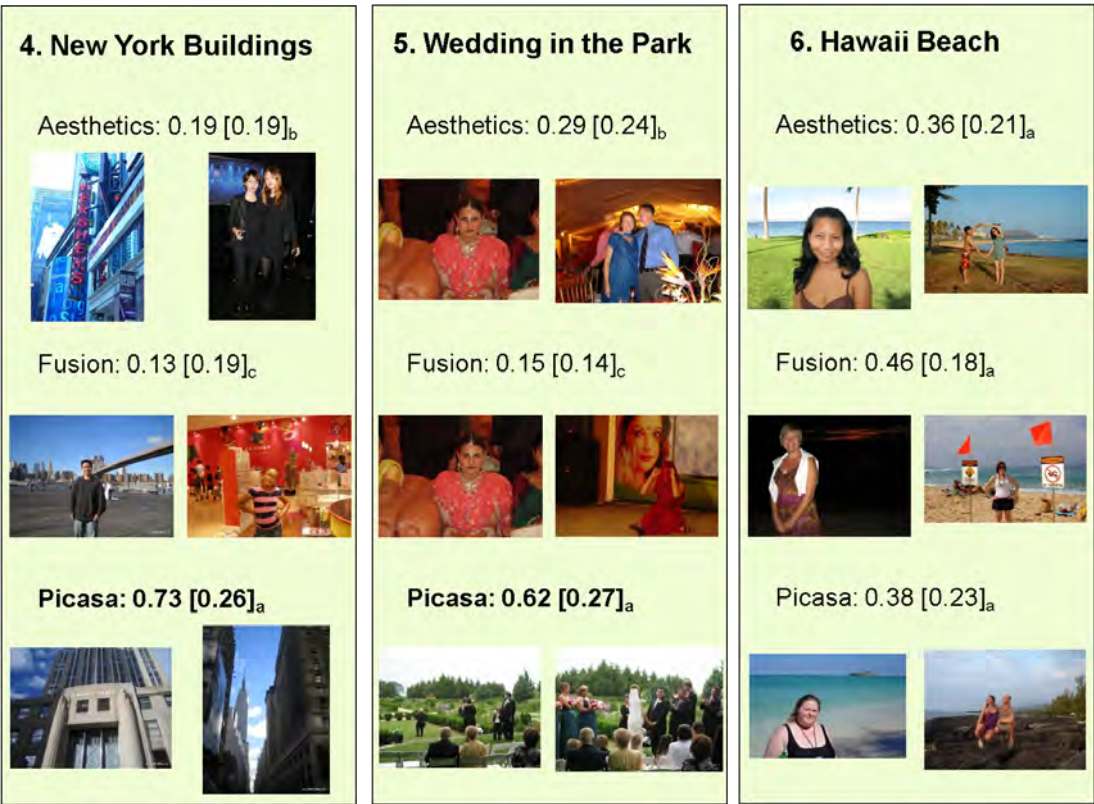 4. New York Buildings
Aesthetics: 0.19 [0.19]b
Fusion: 0.13 [0.19]c
Picasa: 0.73 [0.26]a
5. Wedding in the Park
Aesthetics: 0.29 [0.24]b
Fusion: 0.15 [0.14]c
Picasa: 0.62 [0.27]a
6. Hawaii Beach
Aesthetics: 0.36 [0.21]a
Fusion: 0.46 [0.18]a
Picasa: 0.38 [0.23]a